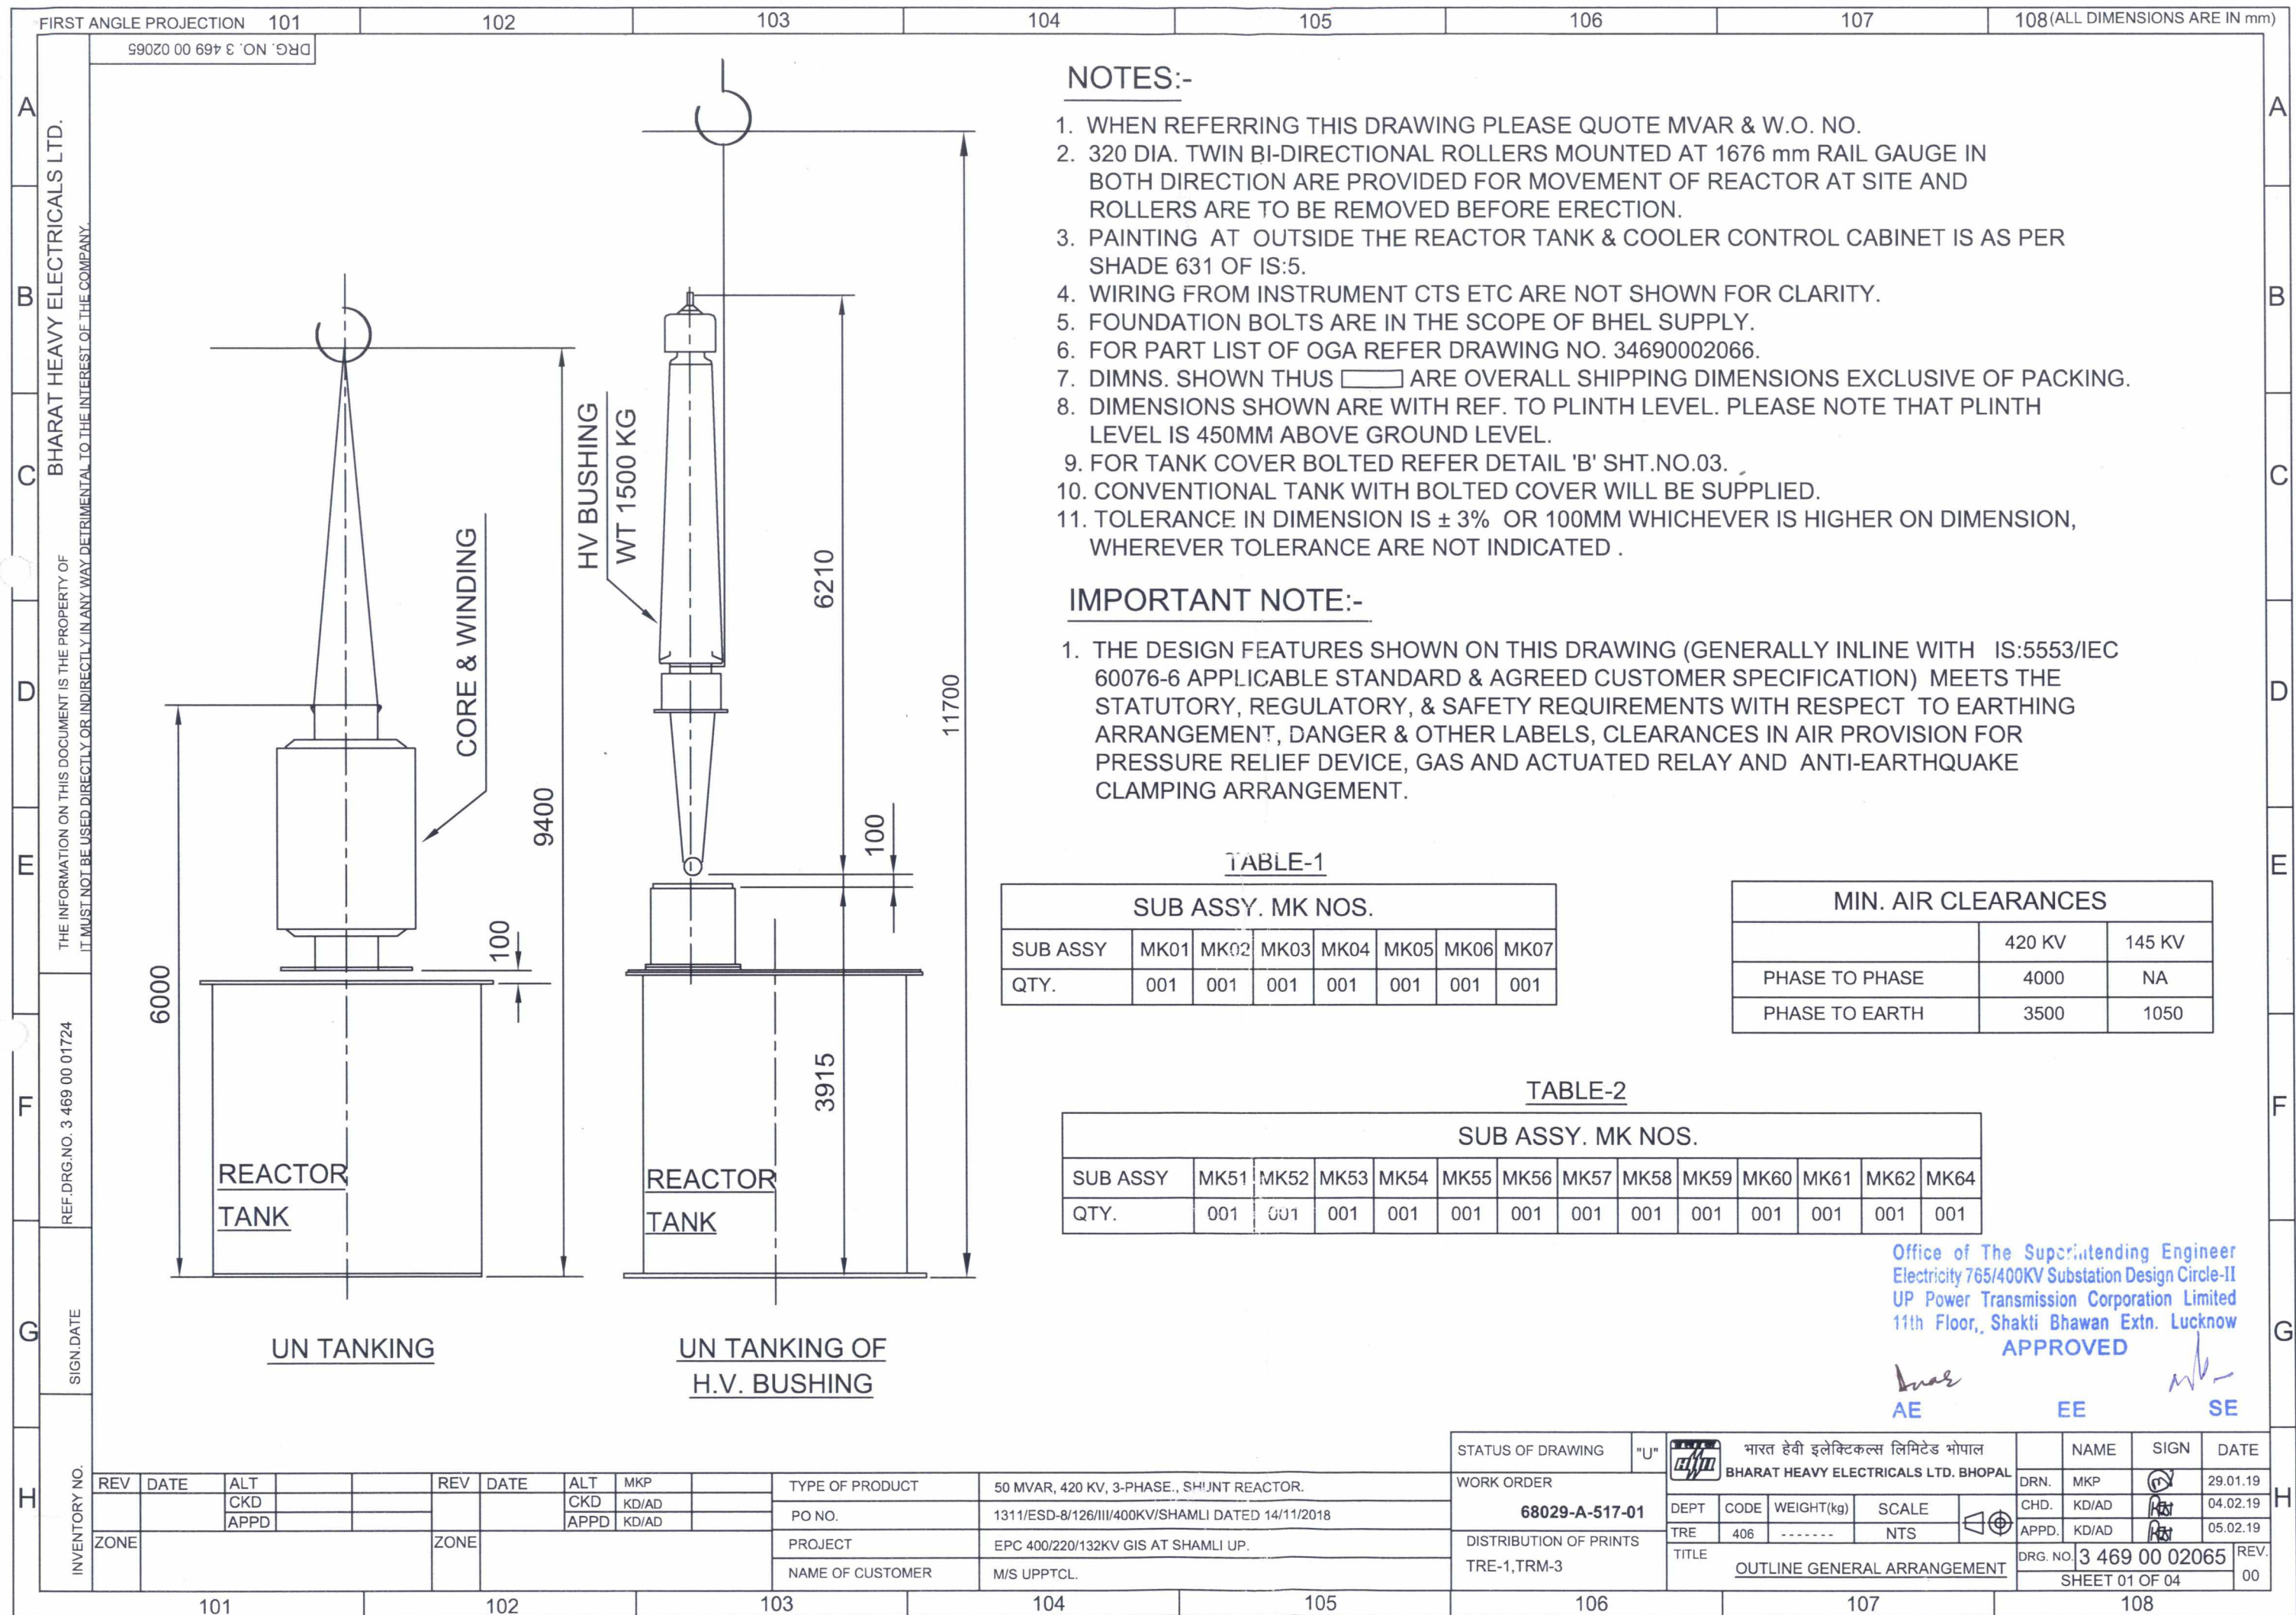 FIRST ANGLE PROJECTION 101 102 103 104 105 106 107 108 (ALL DIMENSIONS ARE IN mm)
DRG. NO. 3 469 00 02065
A A
B B
C C
D D
E E
F F
G G
H H
BHARAT HEAVY ELECTRICALS LTD.
THE INFORMATION ON THIS DOCUMENT IS THE PROPERTY OF
IT MUST NOT BE USED DIRECTLY OR INDIRECTLY IN ANY WAY DETRIMENTAL TO THE INTEREST OF THE COMPANY.
REF.DRG.NO. 3 469 00 01724
SIGN.DATE
INVENTORY NO.
CORE & WINDING
9400
100
6000
REACTOR
TANK
UN TANKING
HV BUSHING
WT 1500 KG
6210
11700
100
3915
REACTOR
TANK
UN TANKING OF
H.V. BUSHING
NOTES:-
1. WHEN REFERRING THIS DRAWING PLEASE QUOTE MVAR & W.O. NO.
2. 320 DIA. TWIN BI-DIRECTIONAL ROLLERS MOUNTED AT 1676 mm RAIL GAUGE IN
BOTH DIRECTION ARE PROVIDED FOR MOVEMENT OF REACTOR AT SITE AND
ROLLERS ARE TO BE REMOVED BEFORE ERECTION.
3. PAINTING AT OUTSIDE THE REACTOR TANK & COOLER CONTROL CABINET IS AS PER
SHADE 631 OF IS:5.
4. WIRING FROM INSTRUMENT CTS ETC ARE NOT SHOWN FOR CLARITY.
5. FOUNDATION BOLTS ARE IN THE SCOPE OF BHEL SUPPLY.
6. FOR PART LIST OF OGA REFER DRAWING NO. 34690002066.
7. DIMNS. SHOWN THUS ARE OVERALL SHIPPING DIMENSIONS EXCLUSIVE OF PACKING.
8. DIMENSIONS SHOWN ARE WITH REF. TO PLINTH LEVEL. PLEASE NOTE THAT PLINTH
LEVEL IS 450MM ABOVE GROUND LEVEL.
9. FOR TANK COVER BOLTED REFER DETAIL 'B' SHT.NO.03.
10. CONVENTIONAL TANK WITH BOLTED COVER WILL BE SUPPLIED.
11. TOLERANCE IN DIMENSION IS ± 3% OR 100MM WHICHEVER IS HIGHER ON DIMENSION,
WHEREVER TOLERANCE ARE NOT INDICATED .
IMPORTANT NOTE:-
1. THE DESIGN FEATURES SHOWN ON THIS DRAWING (GENERALLY INLINE WITH IS:5553/IEC
60076-6 APPLICABLE STANDARD & AGREED CUSTOMER SPECIFICATION) MEETS THE
STATUTORY, REGULATORY, & SAFETY REQUIREMENTS WITH RESPECT TO EARTHING
ARRANGEMENT, DANGER & OTHER LABELS, CLEARANCES IN AIR PROVISION FOR
PRESSURE RELIEF DEVICE, GAS AND ACTUATED RELAY AND ANTI-EARTHQUAKE
CLAMPING ARRANGEMENT.
TABLE-1
SUB ASSY. MK NOS.
SUB ASSY MK01 MK02 MK03 MK04 MK05 MK06 MK07
QTY. 001 001 001 001 001 001 001
MIN. AIR CLEARANCES
420 KV 145 KV
PHASE TO PHASE 4000 NA
PHASE TO EARTH 3500 1050
TABLE-2
SUB ASSY. MK NOS.
SUB ASSY MK51 MK52 MK53 MK54 MK55 MK56 MK57 MK58 MK59 MK60 MK61 MK62 MK64
QTY. 001 001 001 001 001 001 001 001 001 001 001 001 001
Office of The Superintending Engineer
Electricity 765/400KV Substation Design Circle-II
UP Power Transmission Corporation Limited
11th Floor, Shakti Bhawan Extn. Lucknow
APPROVED
AE EE SE
REV DATE ALT REV DATE ALT MKP
CKD CKD KD/AD
APPD APPD KD/AD
ZONE ZONE
TYPE OF PRODUCT 50 MVAR, 420 KV, 3-PHASE., SHUNT REACTOR.
PO NO. 1311/ESD-8/126/III/400KV/SHAMLI DATED 14/11/2018
PROJECT EPC 400/220/132KV GIS AT SHAMLI UP.
NAME OF CUSTOMER M/S UPPTCL.
STATUS OF DRAWING "U"
WORK ORDER
68029-A-517-01
DISTRIBUTION OF PRINTS
TRE-1,TRM-3
भारत हेवी इलेक्टिकल्स लिमिटेड भोपाल
BHARAT HEAVY ELECTRICALS LTD. BHOPAL
DEPT CODE WEIGHT(kg) SCALE
TRE 406 ------- NTS
TITLE OUTLINE GENERAL ARRANGEMENT
NAME SIGN DATE
DRN. MKP 29.01.19
CHD. KD/AD 04.02.19
APPD. KD/AD 05.02.19
DRG. NO. 3 469 00 02065 REV.
SHEET 01 OF 04 00
101 102 103 104 105 106 107 108